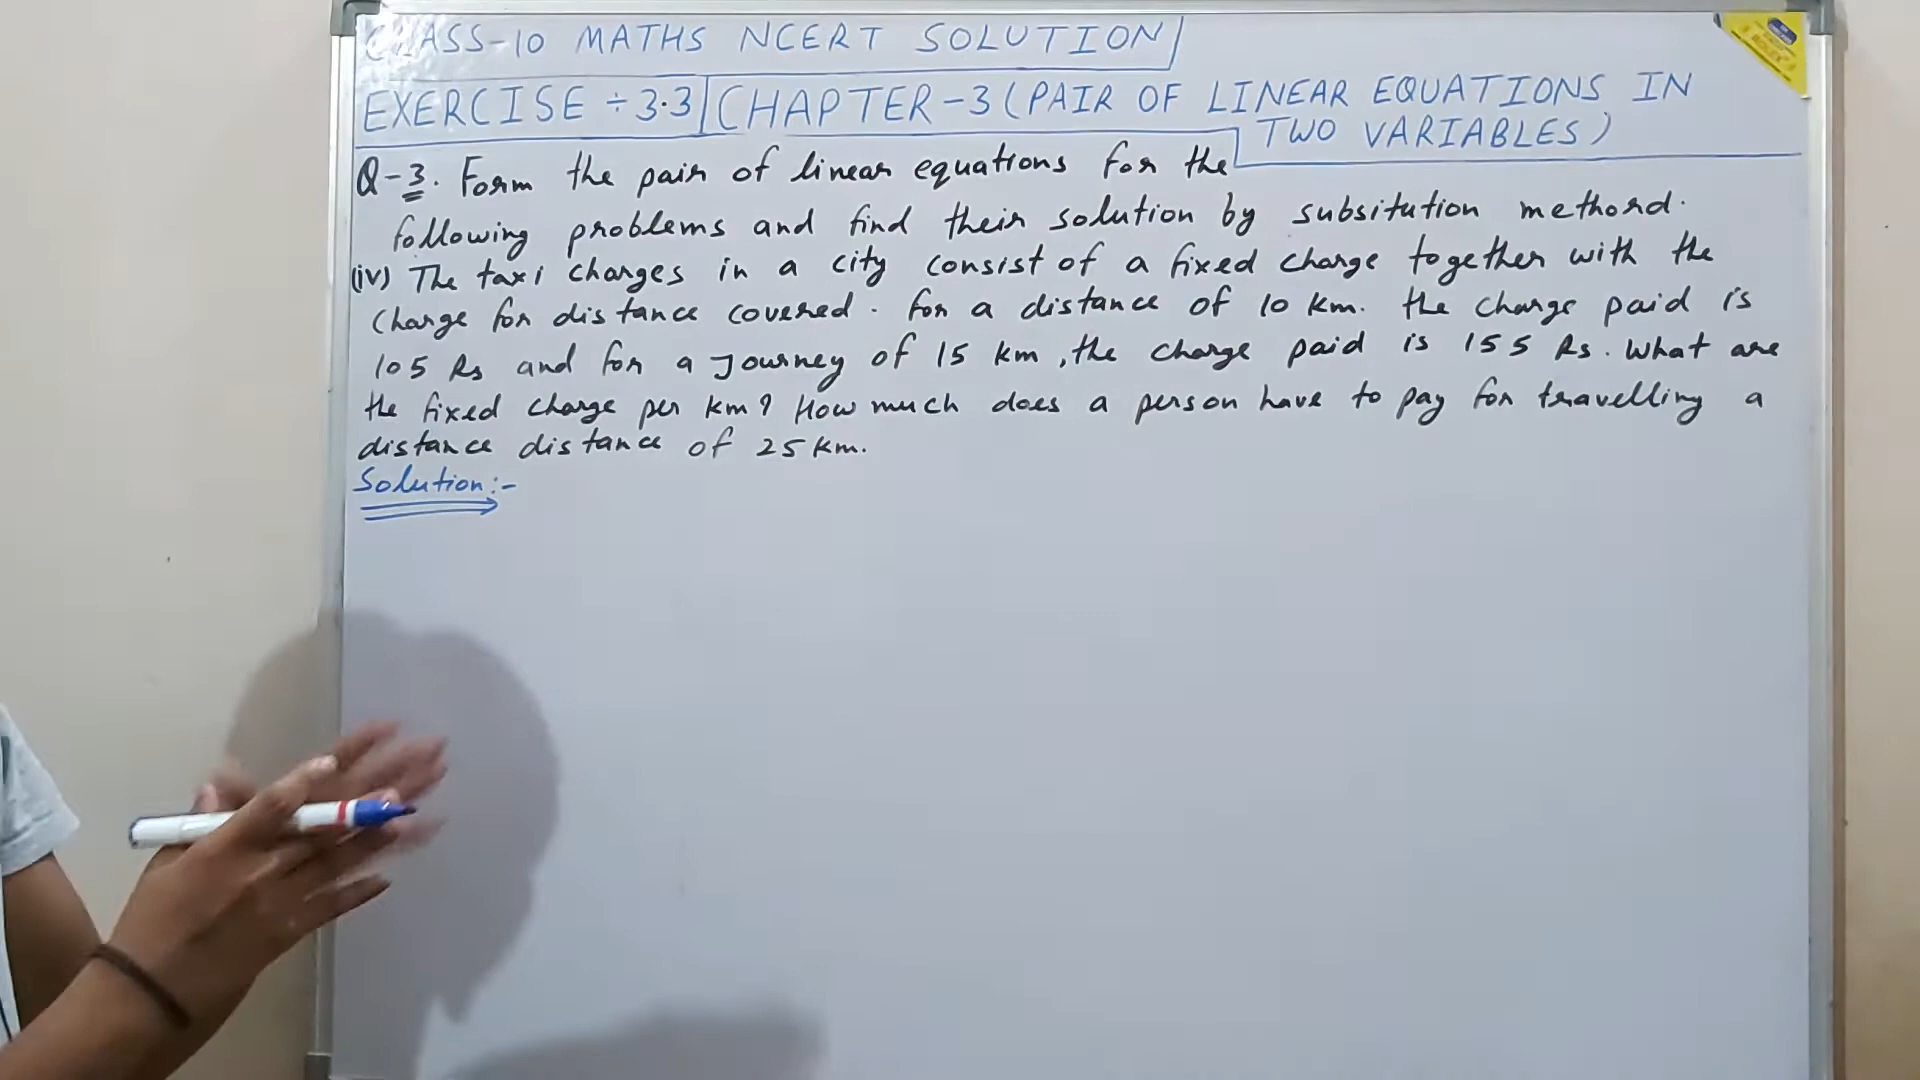 CLASS-10 MATHS NCERT SOLUTION
EXERCISE ÷ 3.3 CHAPTER-3 (PAIR OF LINEAR EQUATIONS IN
TWO VARIABLES)
Q-3. Form the pair of linear equations for the
following problems and find their solution by subsitution methord.
(iv) The taxi charges in a city consist of a fixed charge together with the
charge for distance covered. for a distance of 10 km. the charge paid is
105 Rs and for a Journey of 15 km, the charge paid is 155 Rs. What are
the fixed charge per km? How much does a person have to pay for travelling a
distance distance of 25 km.
Solution:-